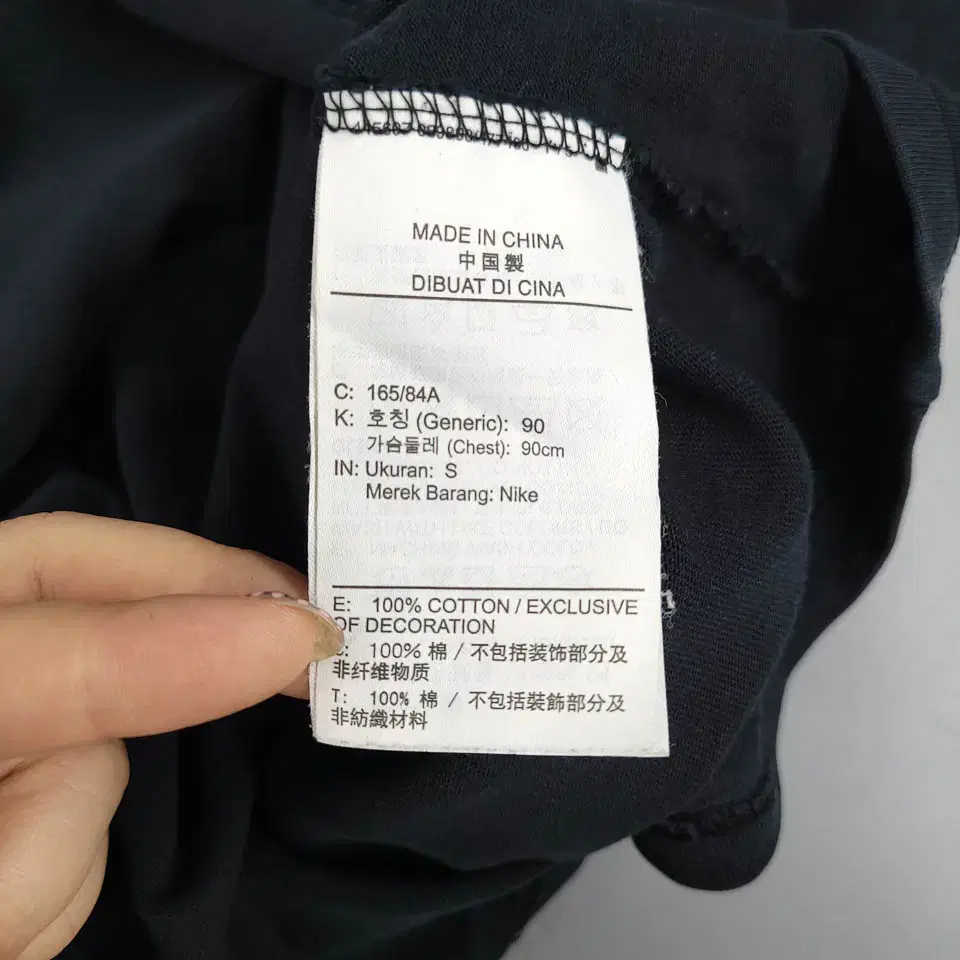 MADE IN CHINA
中国製
DIBUAT DI CINA
C: 165/84A
K: 호칭 (Generic): 90
가슴둘레 (Chest): 90cm
IN: Ukuran: S
Merek Barang: Nike
E: 100% COTTON / EXCLUSIVE
OF DECORATION
100% 棉 / 不包括装饰部分及
非纤维物质
T: 100% 棉 / 不包括裝飾部分及
非紡織材料